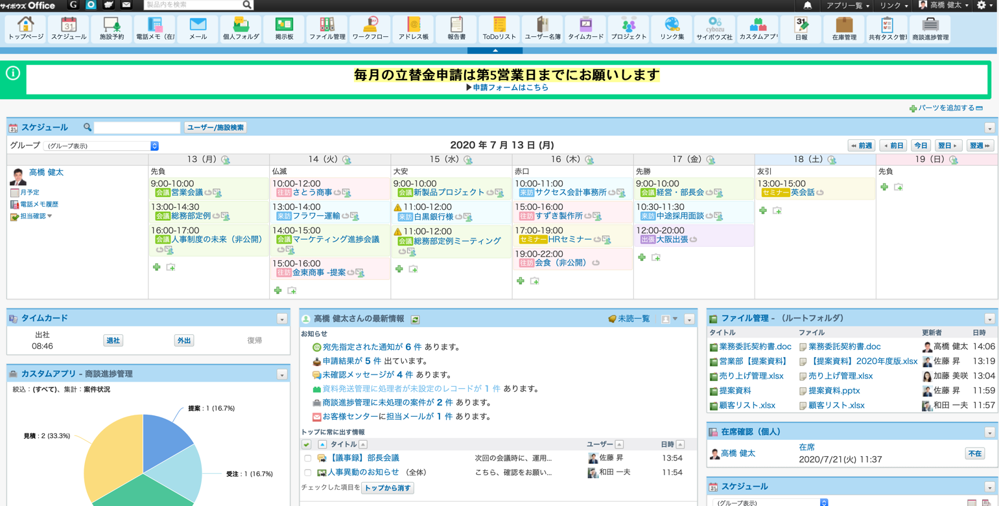 サイボウズ Office
G
製品内を検索
アプリ一覧
リンク
高橋 健太
トップページ
スケジュール
施設予約
電話メモ（在席
メール
個人フォルダ
掲示板
ファイル管理
ワークフロー
アドレス帳
報告書
ToDoリスト
ユーザー名簿
タイムカード
プロジェクト
リンク集
サイボウズ社
カスタムアプリ
日報
在庫管理
共有タスク管理
商談進捗管理
毎月の立替金申請は第5営業日までにお願いします
▶申請フォームはこちら
パーツを追加する
スケジュール
ユーザー/施設検索
グループ (グループ表示)
2020 年 7 月 13 日 (月)
前週 前日 今日 翌日 翌週
13（月） 14（火） 15（水） 16（木） 17（金） 18（土） 19（日）
高橋 健太
月予定
電話メモ履歴
担当確認
先負
9:00-10:00
会議 営業会議
13:00-14:30
会議 総務部定例
16:00-17:00
会議 人事制度の未来（非公開）
仏滅
10:00-12:00
往訪 さとう商事
13:00-14:00
来訪 フラワー運輸
14:00-15:00
会議 マーケティング進捗会議
15:00-16:00
往訪 金東商事 -提案
大安
9:00-10:00
会議 新製品プロジェクト
11:00-12:00
来訪 白黒銀行様
11:00-12:00
会議 総務部定例ミーティング
赤口
10:00-11:00
来訪 サクセス会計事務所
15:00-16:00
往訪 すずき製作所
17:00-19:00
セミナー HRセミナー
19:00-22:00
往訪 会食（非公開）
先勝
9:00-10:00
会議 経営・部長会
10:30-11:30
来訪 中途採用面談
12:00-20:00
出張 大阪出張
友引
13:00-15:00
セミナー 英会話
先負
タイムカード
出社
08:46
退社
外出
復帰
カスタムアプリ - 商談進捗管理
絞込：(すべて)、集計：案件状況
提案 : 1 (16.7%)
見積 : 2 (33.3%)
受注 : 1 (16.7%)
高橋 健太さんの最新情報
未読一覧
お知らせ
宛先指定された通知が 6 件 あります。
申請結果が 5 件 出ています。
未確認メッセージが 4 件 あります。
資料発送管理に処理者が未設定のレコードが 1 件 あります。
商談進捗管理に未処理の案件が 2 件 あります。
お客様センターに担当メールが 1 件 あります。
トップに常に出す情報
タイトル ユーザー 日時
【議事録】部長会議 次回の会議時に、運用... 佐藤 昇 13:54
人事異動のお知らせ （全体） こちら、確認をお願い... 和田 一夫 11:54
チェックした項目を トップから消す
ファイル管理 - （ルートフォルダ）
タイトル ファイル 更新者 日時
業務委託契約書.doc 業務委託契約書.doc 高橋 健太 14:06
営業部【提案資料】 【提案資料】2020年度版.xlsx 佐藤 昇 13:19
売り上げ管理.xlsx 売り上げ管理.xlsx 加藤 美咲 13:04
提案資料 提案資料.pptx 佐藤 昇 11:59
顧客リスト.xlsx 顧客リスト.xlsx 和田 一夫 11:57
在席確認（個人）
高橋 健太
在席
2020/7/21(火) 11:37
不在
スケジュール
(グループ表示)